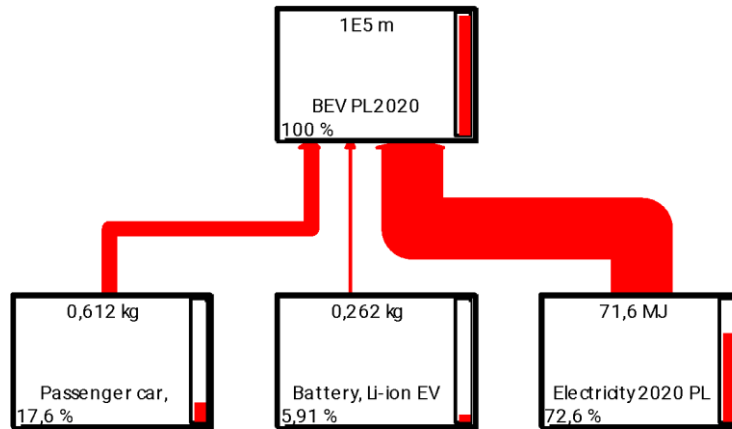 1E5 m
BEV PL2020
100 %
0,612 kg
Passenger car,
17,6 %
0,262 kg
Battery, Li-ion EV
5,91 %
71,6 MJ
Electricity 2020 PL
72,6 %